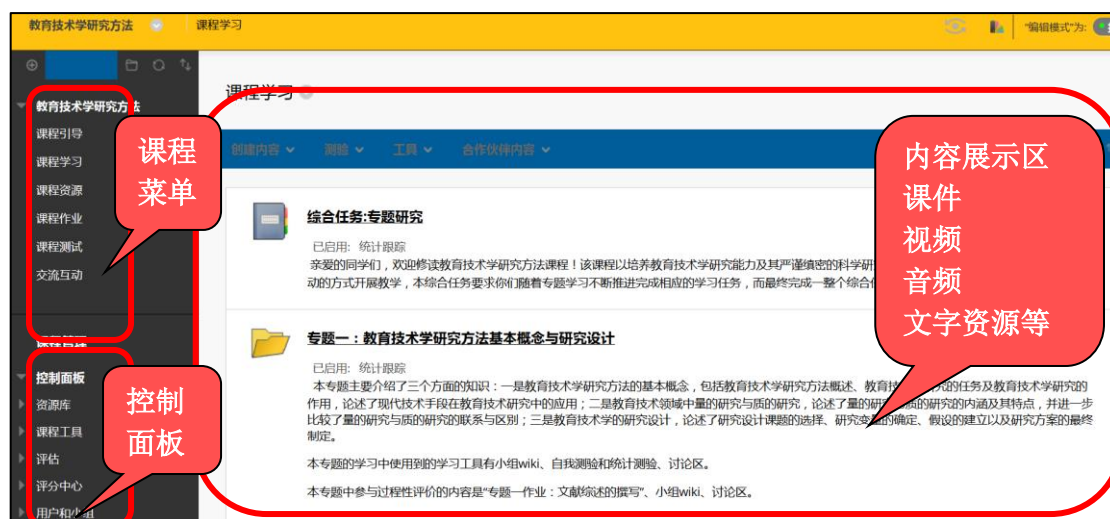 教育技术学研究方法
课程学习
"编辑模式"为:
教育技术学研究方法
课程引导
课程学习
课程资源
课程作业
课程测试
交流互动
控制面板
资源库
课程工具
评估
评分中心
用户和小组
课程
菜单
控制
面板
课程学习
创建内容
测验
工具
合作伙伴内容
综合任务:专题研究
已启用: 统计跟踪
亲爱的同学们，欢迎修读教育技术学研究方法课程！该课程以培养教育技术学研究能力及其严谨缜密的科学研
动的方式开展教学，本综合任务要求你们随着专题学习不断推进完成相应的学习任务，而最终完成一整个综合
专题一：教育技术学研究方法基本概念与研究设计
已启用: 统计跟踪
本专题主要介绍了三个方面的知识：一是教育技术学研究方法的基本概念，包括教育技术学研究方法概述、教育技 究的任务及教育技术学研究的
作用，论述了现代技术手段在教育技术研究中的应用；二是教育技术领域中量的研究与质的研究，论述了量的研 质的研究的内涵及其特点，并进一步
比较了量的研究与质的研究的联系与区别；三是教育技术学的研究设计，论述了研究设计课题的选择、研究变量的确定、假设的建立以及研究方案的最终
制定。
本专题的学习中使用到的学习工具有小组wiki、自我测验和统计测验、讨论区。
本专题中参与过程性评价的内容是"专题一作业：文献综述的撰写"、小组wiki、讨论区。
内容展示区
课件
视频
音频
文字资源等